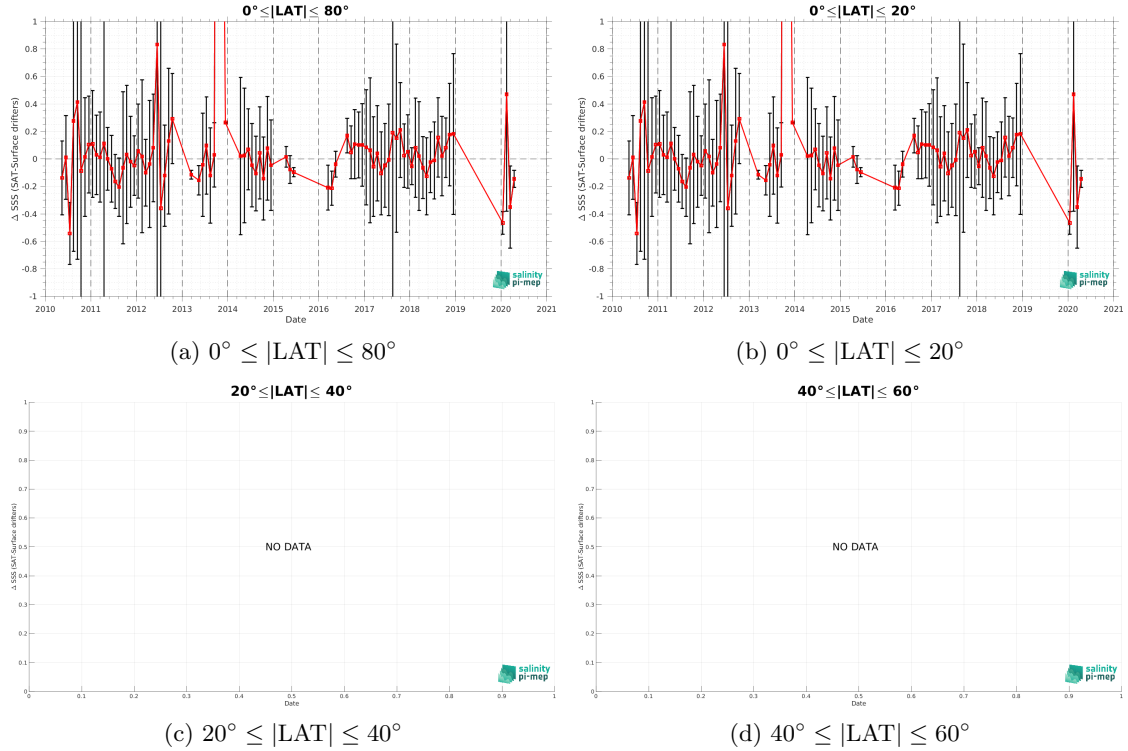 0°≤|LAT|≤ 80°
1
0.8
0.6
0.4
0.2
0
-0.2
-0.4
-0.6
-0.8
-1
Δ SSS (SAT-Surface drifters)
salinity
pi-mep
2010 2011 2012 2013 2014 2015 2016 2017 2018 2019 2020 2021
Date
(a) 0° ≤ |LAT| ≤ 80°
0°≤|LAT|≤ 20°
1
0.8
0.6
0.4
0.2
0
-0.2
-0.4
-0.6
-0.8
-1
Δ SSS (SAT-Surface drifters)
salinity
pi-mep
2010 2011 2012 2013 2014 2015 2016 2017 2018 2019 2020 2021
Date
(b) 0° ≤ |LAT| ≤ 20°
20°≤|LAT|≤ 40°
1
0.9
0.8
0.7
0.6
0.5
0.4
0.3
0.2
0.1
0
Δ SSS (SAT-Surface drifters)
NO DATA
salinity
pi-mep
0 0.1 0.2 0.3 0.4 0.5 0.6 0.7 0.8 0.9 1
Date
(c) 20° ≤ |LAT| ≤ 40°
40°≤|LAT|≤ 60°
1
0.9
0.8
0.7
0.6
0.5
0.4
0.3
0.2
0.1
0
Δ SSS (SAT-Surface drifters)
NO DATA
salinity
pi-mep
0 0.1 0.2 0.3 0.4 0.5 0.6 0.7 0.8 0.9 1
Date
(d) 40° ≤ |LAT| ≤ 60°